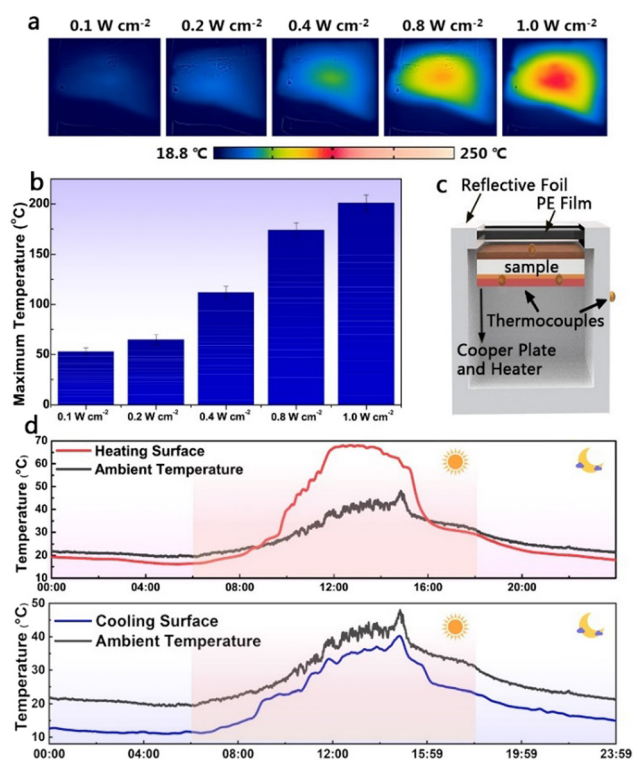 a
0.1 W cm-2 0.2 W cm-2 0.4 W cm-2 0.8 W cm-2 1.0 W cm-2
18.8 ℃ 250 ℃
b
Maximum Temperature (°C)
200
150
100
50
0
0.1 W cm-2 0.2 W cm-2 0.4 W cm-2 0.8 W cm-2 1.0 W cm-2
c
Reflective Foil
PE Film
sample
Thermocouples
Cooper Plate
and Heater
d
Temperature (°C)
70
60
50
40
30
20
10
Heating Surface
Ambient Temperature
00:00 04:00 08:00 12:00 16:00 20:00
Temperature (°C)
50
40
30
20
10
Cooling Surface
Ambient Temperature
00:00 04:00 08:00 12:00 15:59 19:59 23:59